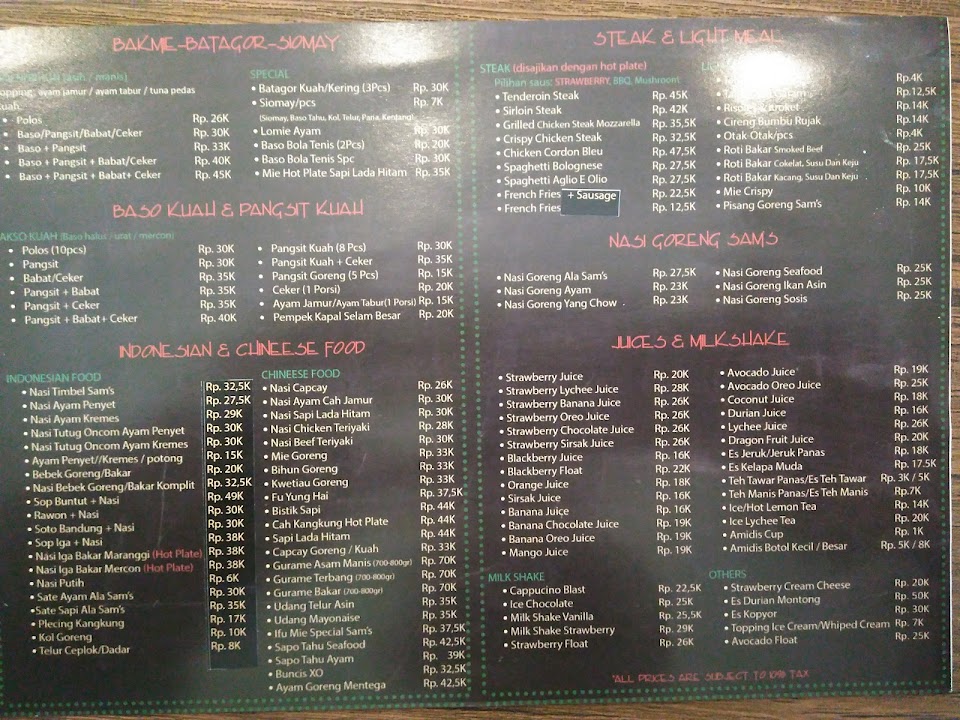 BAKME-BATAGOR-SIOMAY
(kuah / manis)
topping, ayam jamur / ayam tabur / tuna pedas
kuah,
• Polos Rp. 26K
• Baso/Pangsit/Babat/Ceker Rp. 30K
• Baso + Pangsit Rp. 33K
• Baso + Pangsit + Babat/Ceker Rp. 40K
• Baso + Pangsit + Babat+ Ceker Rp. 45K
SPECIAL
• Batagor Kuah/Kering (3Pcs) Rp. 30K
• Siomay/pcs Rp. 7K
(Siomay, Baso Tahu, Kol, Telur, Paria, Kentang)
• Lomie Ayam Rp. 30K
• Baso Bola Tenis (2Pcs) Rp. 20K
• Baso Bola Tenis Spc Rp. 30K
• Mie Hot Plate Sapi Lada Hitam Rp. 35K
BASO KUAH & PANGSIT KUAH
AKSO KUAH (Baso halus / urat / mercon)
• Polos (10pcs) Rp. 30K
• Pangsit Rp. 30K
• Babat/Ceker Rp. 35K
• Pangsit + Babat Rp. 35K
• Pangsit + Ceker Rp. 35K
• Pangsit + Babat+ Ceker Rp. 40K
• Pangsit Kuah (8 Pcs) Rp. 30K
• Pangsit Kuah + Ceker Rp. 35K
• Pangsit Goreng (5 Pcs) Rp. 15K
• Ceker (1 Porsi) Rp. 20K
• Ayam Jamur/Ayam Tabur(1 Porsi) Rp. 15K
• Pempek Kapal Selam Besar Rp. 20K
INDONESIAN & CHINEESE FOOD
INDONESIAN FOOD
• Nasi Timbel Sam's Rp. 32,5K
• Nasi Ayam Penyet Rp. 27,5K
• Nasi Ayam Kremes Rp. 29K
• Nasi Tutug Oncom Ayam Penyet Rp. 30K
• Nasi Tutug Oncom Ayam Kremes Rp. 30K
• Ayam Penyet//Kremes / potong Rp. 15K
• Bebek Goreng/Bakar Rp. 20K
• Nasi Bebek Goreng/Bakar Komplit Rp. 32,5K
• Sop Buntut + Nasi Rp. 49K
• Rawon + Nasi Rp. 30K
• Soto Bandung + Nasi Rp. 30K
• Sop Iga + Nasi Rp. 38K
• Nasi Iga Bakar Maranggi (Hot Plate) Rp. 38K
• Nasi Iga Bakar Mercon (Hot Plate) Rp. 38K
• Nasi Putih Rp. 6K
• Sate Ayam Ala Sam's Rp. 30K
• Sate Sapi Ala Sam's Rp. 35K
• Plecing Kangkung Rp. 17K
• Kol Goreng Rp. 10K
• Telur Ceplok/Dadar Rp. 8K
CHINEESE FOOD
• Nasi Capcay Rp. 26K
• Nasi Ayam Cah Jamur Rp. 30K
• Nasi Sapi Lada Hitam Rp. 30K
• Nasi Chicken Teriyaki Rp. 28K
• Nasi Beef Teriyaki Rp. 30K
• Mie Goreng Rp. 33K
• Bihun Goreng Rp. 33K
• Kwetiau Goreng Rp. 33K
• Fu Yung Hai Rp. 37,5K
• Bistik Sapi Rp. 44K
• Cah Kangkung Hot Plate Rp. 44K
• Sapi Lada Hitam Rp. 44K
• Capcay Goreng / Kuah Rp. 33K
• Gurame Asam Manis (700-800gr) Rp. 70K
• Gurame Terbang (700-800gr) Rp. 70K
• Gurame Bakar (700-800gr) Rp. 70K
• Udang Telur Asin Rp. 35K
• Udang Mayonaise Rp. 35K
• Ifu Mie Special Sam's Rp. 37,5K
• Sapo Tahu Seafood Rp. 42,5K
• Sapo Tahu Ayam Rp. 39K
• Buncis XO Rp. 32,5K
• Ayam Goreng Mentega Rp. 42,5K
STEAK & LIGHT MEAL
STEAK (disajikan dengan hot plate)
Pilihan saus: STRAWBERRY, BBQ, Mushroom)
• Tenderoin Steak Rp. 45K
• Sirloin Steak Rp. 42K
• Grilled Chicken Steak Mozzarella Rp. 35,5K
• Crispy Chicken Steak Rp. 32.5K
• Chicken Cordon Bleu Rp. 47,5K
• Spaghetti Bolognese Rp. 27,5K
• Spaghetti Aglio E Olio Rp. 27,5K
• French Fries + Sausage Rp. 22,5K
• French Fries Rp. 12,5K
Rp.4K
Rp.12,5K
Rp.14K
• Cireng Bumbu Rujak Rp.14K
• Otak-Otak/pcs Rp.4K
• Roti Bakar Smoked Beef Rp. 25K
• Roti Bakar Cokelat, Susu Dan Keju Rp. 17,5K
• Roti Bakar Kacang, Susu Dan Keju Rp. 17,5K
• Mie Crispy Rp. 10K
• Pisang Goreng Sam's Rp. 14K
NASI GORENG SAMS
• Nasi Goreng Ala Sam's Rp. 27,5K
• Nasi Goreng Ayam Rp. 23K
• Nasi Goreng Yang Chow Rp. 23K
• Nasi Goreng Seafood Rp. 25K
• Nasi Goreng Ikan Asin Rp. 25K
• Nasi Goreng Sosis Rp. 25K
JUICES & MILKSHAKE
• Strawberry Juice Rp. 20K
• Strawberry Lychee Juice Rp. 28K
• Strawberry Banana Juice Rp. 26K
• Strawberry Oreo Juice Rp. 26K
• Strawberry Chocolate Juice Rp. 26K
• Strawberry Sirsak Juice Rp. 26K
• Blackberry Juice Rp. 16K
• Blackberry Float Rp. 22K
• Orange Juice Rp. 18K
• Sirsak Juice Rp. 16K
• Banana Juice Rp. 16K
• Banana Chocolate Juice Rp. 19K
• Banana Oreo Juice Rp. 19K
• Mango Juice Rp. 19K
• Avocado Juice Rp. 19K
• Avocado Oreo Juice Rp. 25K
• Coconut Juice Rp. 18K
• Durian Juice Rp. 16K
• Lychee Juice Rp. 26K
• Dragon Fruit Juice Rp. 20K
• Es Jeruk/Jeruk Panas Rp. 18K
• Es Kelapa Muda Rp. 17.5K
• Teh Tawar Panas/Es Teh Tawar Rp. 3K / 5K
• Teh Manis Panas/Es Teh Manis Rp.7K
• Ice/Hot Lemon Tea Rp. 14K
• Ice Lychee Tea Rp. 20K
• Amidis Cup Rp. 1K
• Amidis Botol Kecil / Besar Rp. 5K / 8K
MILK SHAKE
• Cappucino Blast Rp. 22,5K
• Ice Chocolate Rp. 25K
• Milk Shake Vanilla Rp. 25,5K
• Milk Shake Strawberry Rp. 29K
• Strawberry Float Rp. 26K
OTHERS
• Strawberry Cream Cheese Rp. 20K
• Es Durian Montong Rp. 50K
• Es Kopyor Rp. 30K
• Topping Ice Cream/Whiped Cream Rp. 7K
• Avocado Float Rp. 25K
*ALL PRICES ARE SUBJECT TO 10% TAX